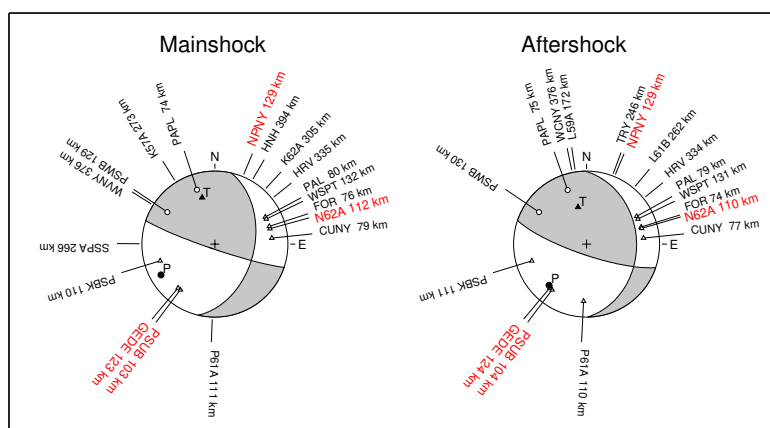 Mainshock
Aftershock
N
E
T
P
WVNY 376 km
PSWB 129 km
K57A 273 km
PAPL 74 km
NPNY 129 km
HNH 394 km
K62A 305 km
HRV 335 km
PAL 80 km
WSPT 132 km
FOR 76 km
N62A 112 km
CUNY 79 km
SSPA 266 km
PSBK 110 km
PSUB 103 km
GEDE 123 km
P61A 111 km
N
E
T
P
PSWB 130 km
PAPL 75 km
WCNY 376 km
L59A 172 km
TRY 246 km
NPNY 129 km
L61B 262 km
HRV 334 km
PAL 79 km
WSPT 131 km
FOR 74 km
N62A 110 km
CUNY 77 km
PSBK 111 km
PSUB 104 km
GEDE 124 km
P61A 110 km